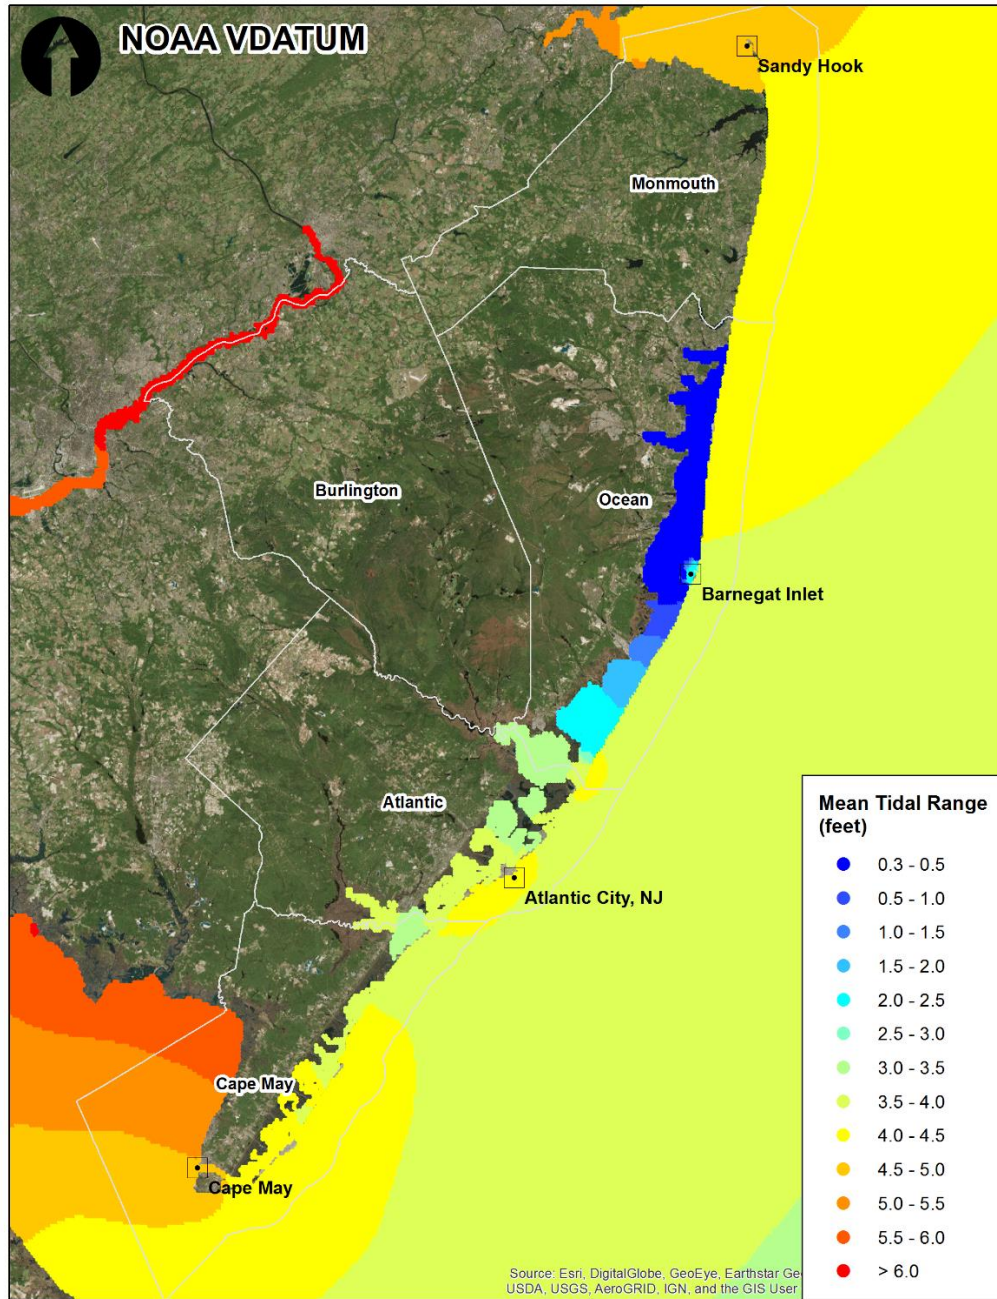 NOAA VDATUM
Sandy Hook
Monmouth
Burlington
Ocean
Barnegat Inlet
Atlantic
Atlantic City, NJ
Cape May
Cape May
Mean Tidal Range
(feet)
0.3 - 0.5
0.5 - 1.0
1.0 - 1.5
1.5 - 2.0
2.0 - 2.5
2.5 - 3.0
3.0 - 3.5
3.5 - 4.0
4.0 - 4.5
4.5 - 5.0
5.0 - 5.5
5.5 - 6.0
> 6.0
Source: Esri, DigitalGlobe, GeoEye, Earthstar Ge
USDA, USGS, AeroGRID, IGN, and the GIS User